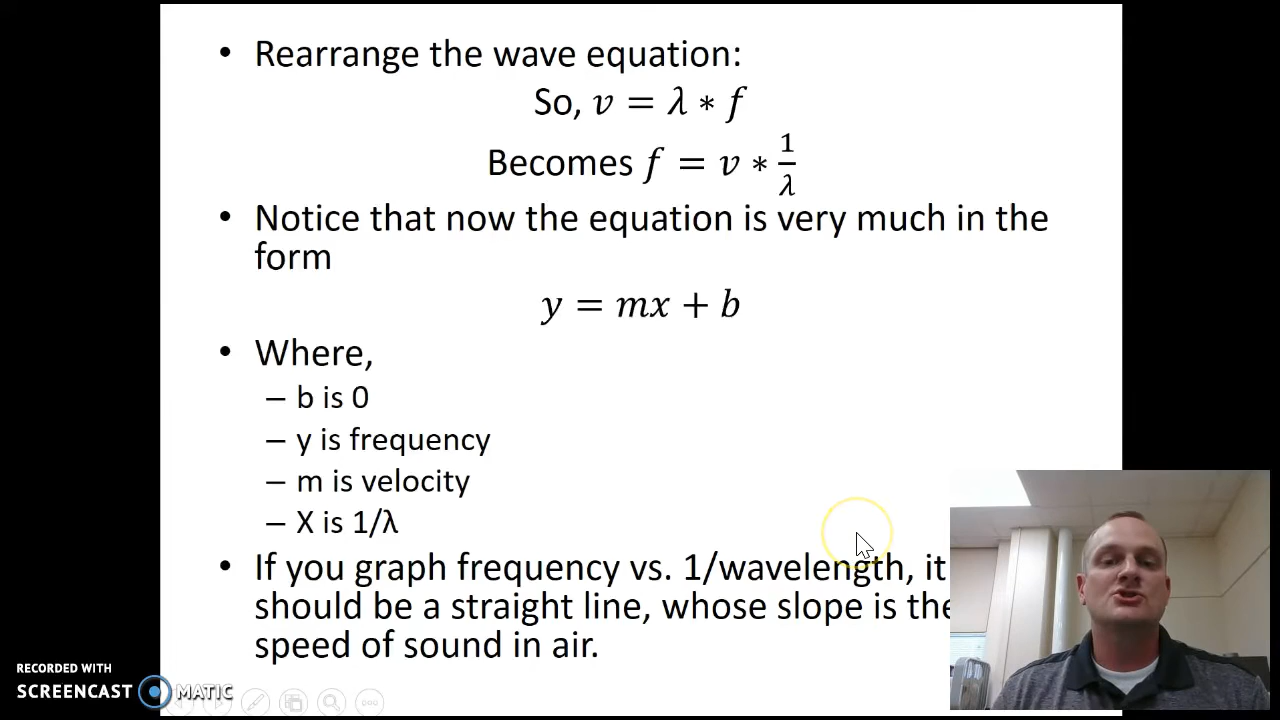 • Rearrange the wave equation:
So, v = λ * f
Becomes f = v * 1/λ
• Notice that now the equation is very much in the
form
y = mx + b
• Where,
– b is 0
– y is frequency
– m is velocity
– X is 1/λ
• If you graph frequency vs. 1/wavelength, it
should be a straight line, whose slope is the
speed of sound in air.
RECORDED WITH
SCREENCAST MATIC